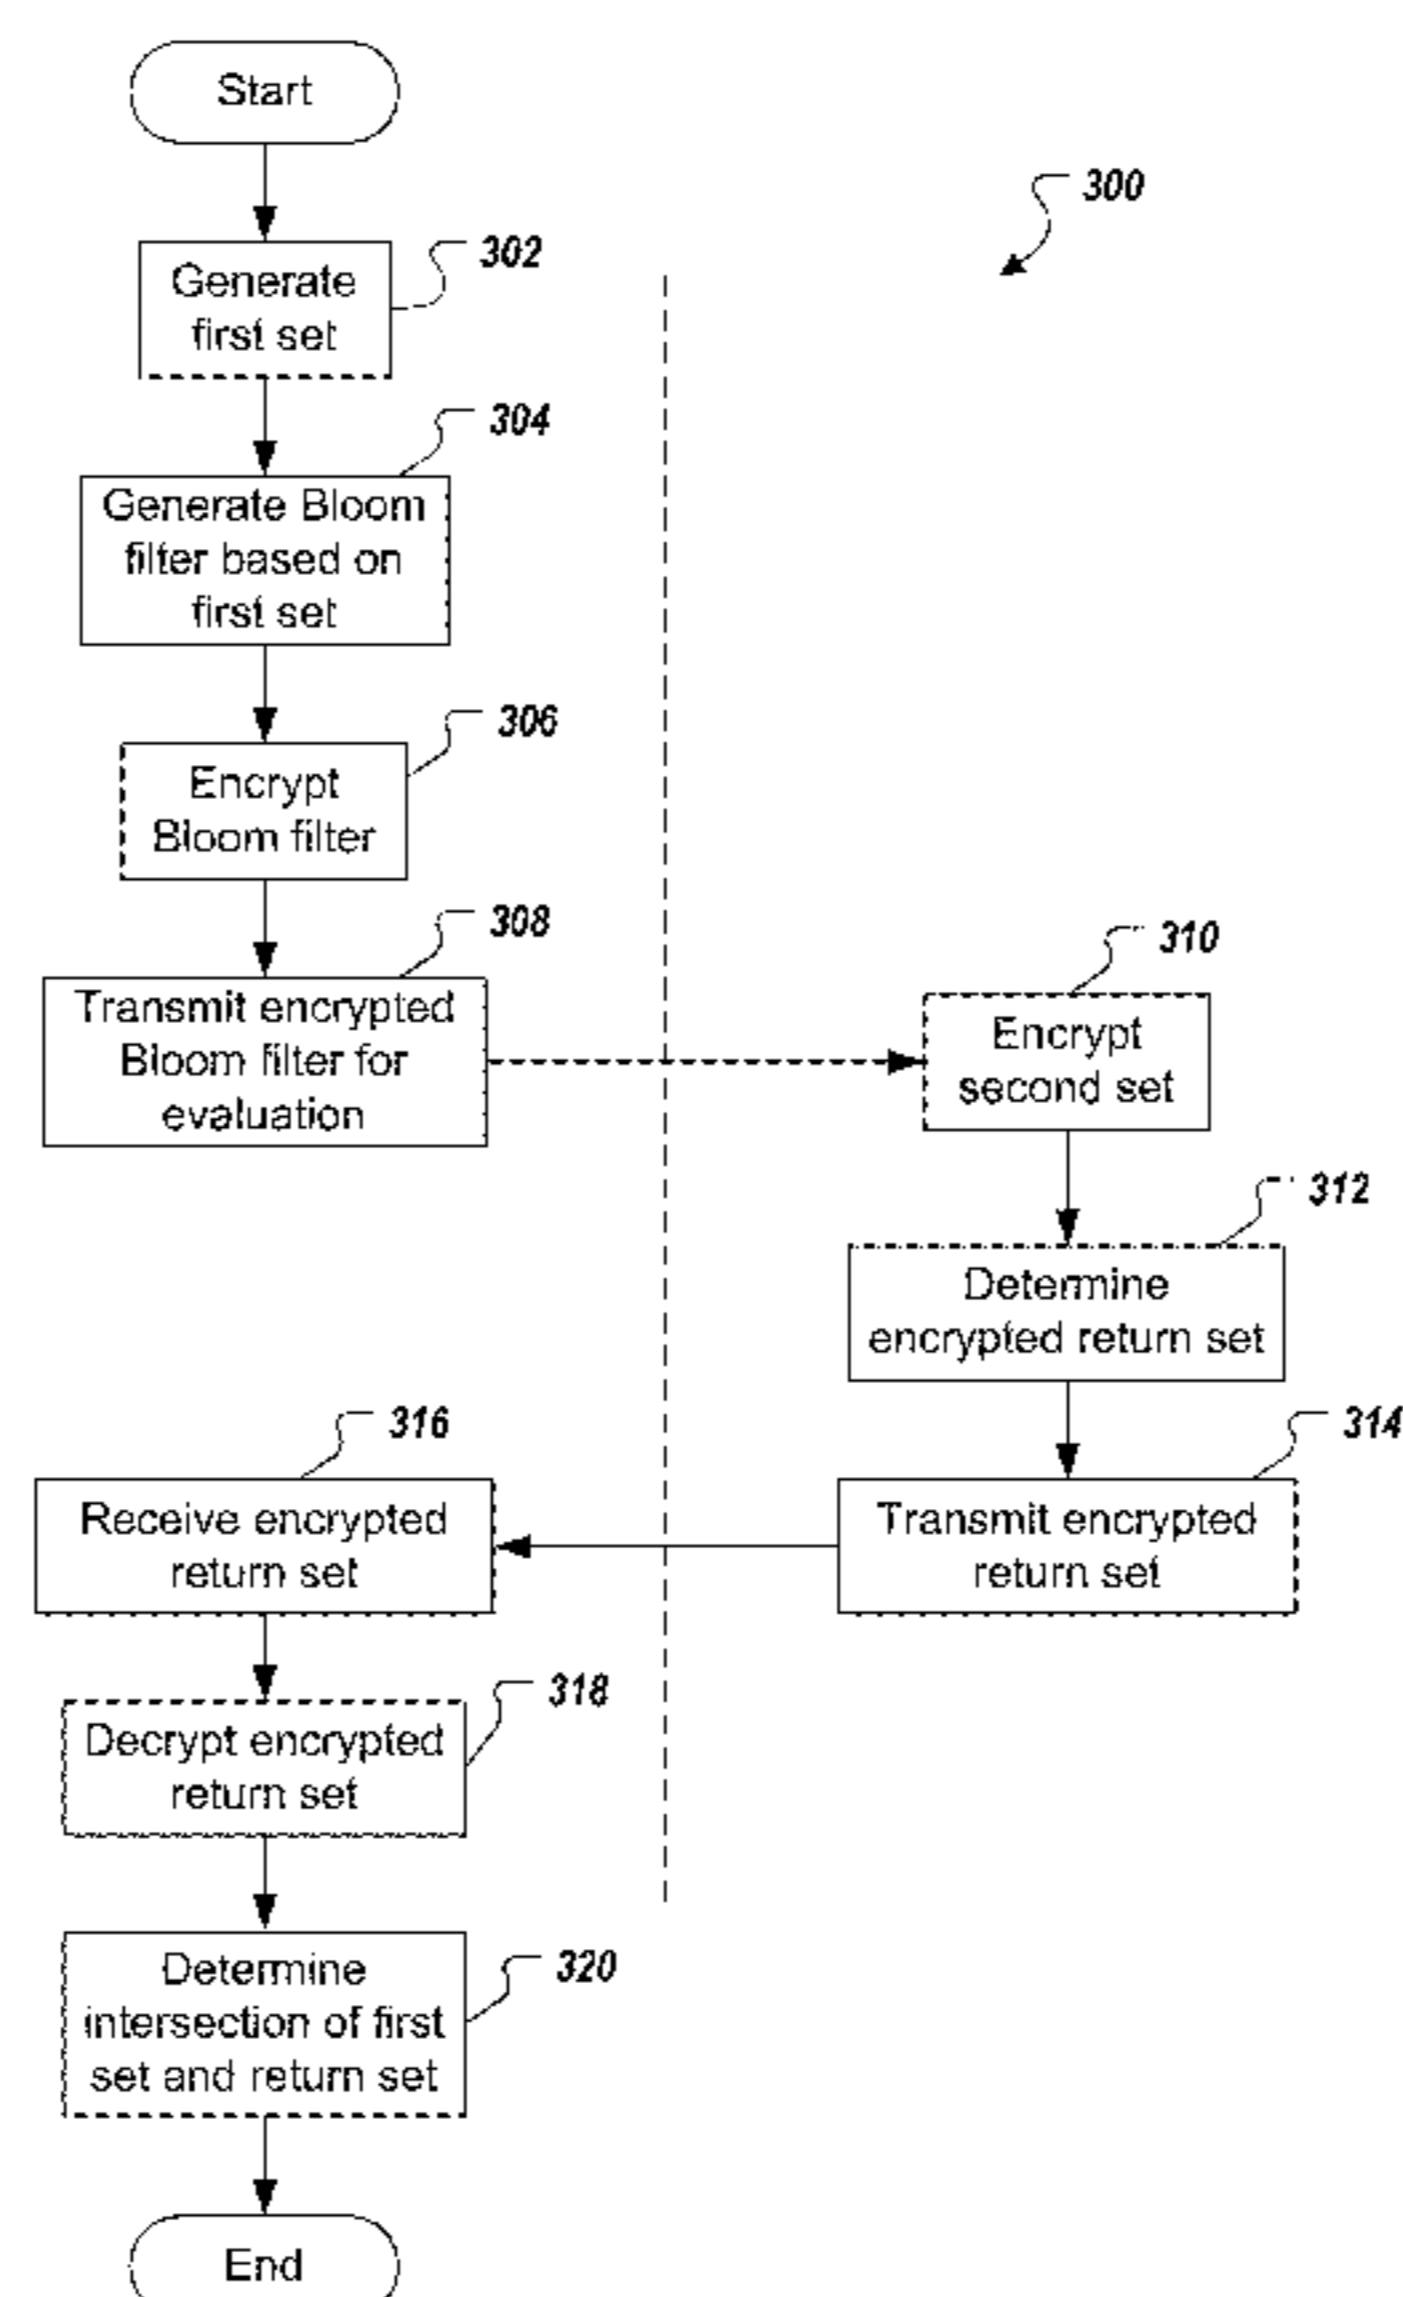 Start
300
302
Generate
first set
304
Generate Bloom
filter based on
first set
306
Encrypt
Bloom filter
308
Transmit encrypted
Bloom filter for
evaluation
310
Encrypt
second set
312
Determine
encrypted return set
314
Transmit encrypted
return set
316
Receive encrypted
return set
318
Decrypt encrypted
return set
320
Determine
intersection of first
set and return set
End